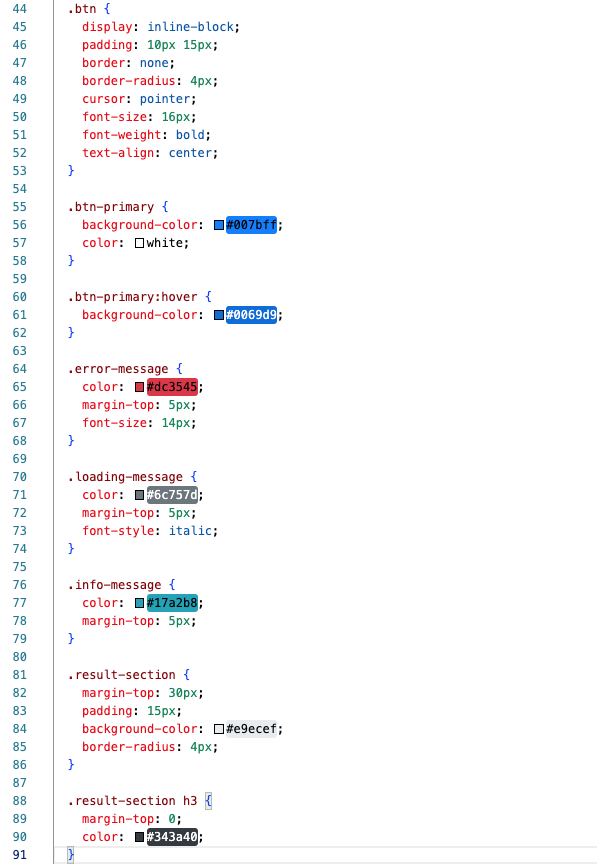 44 .btn {
45 display: inline-block;
46 padding: 10px 15px;
47 border: none;
48 border-radius: 4px;
49 cursor: pointer;
50 font-size: 16px;
51 font-weight: bold;
52 text-align: center;
53 }
54
55 .btn-primary {
56 background-color: #007bff;
57 color: white;
58 }
59
60 .btn-primary:hover {
61 background-color: #0069d9;
62 }
63
64 .error-message {
65 color: #dc3545;
66 margin-top: 5px;
67 font-size: 14px;
68 }
69
70 .loading-message {
71 color: #6c757d;
72 margin-top: 5px;
73 font-style: italic;
74 }
75
76 .info-message {
77 color: #17a2b8;
78 margin-top: 5px;
79 }
80
81 .result-section {
82 margin-top: 30px;
83 padding: 15px;
84 background-color: #e9ecef;
85 border-radius: 4px;
86 }
87
88 .result-section h3 {
89 margin-top: 0;
90 color: #343a40;
91 }